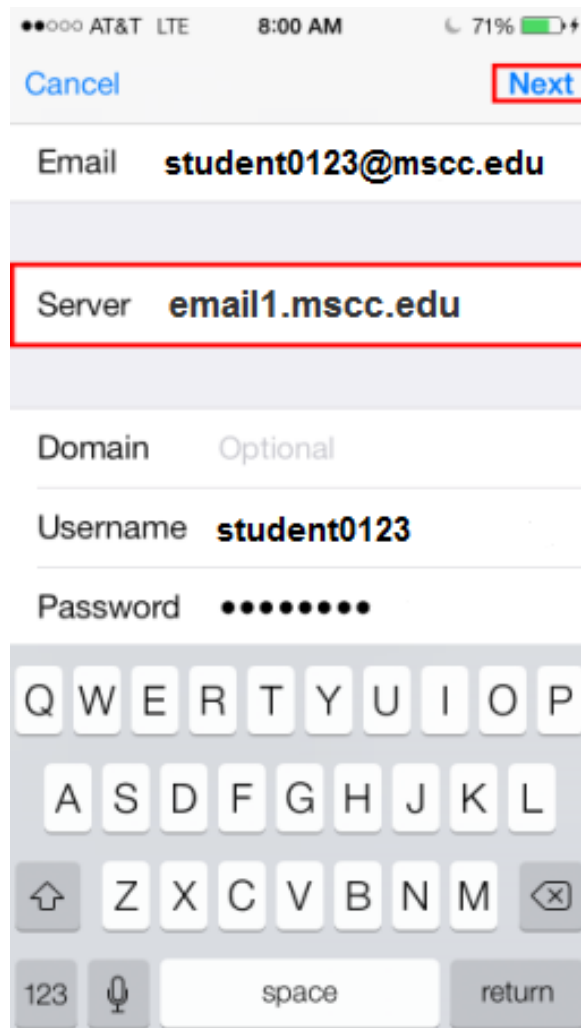 AT&T LTE 8:00 AM 71%
Cancel Next
Email student0123@mscc.edu
Server email1.mscc.edu
Domain Optional
Username student0123
Password ••••••••
Q W E R T Y U I O P
A S D F G H J K L
Z X C V B N M
123 space return